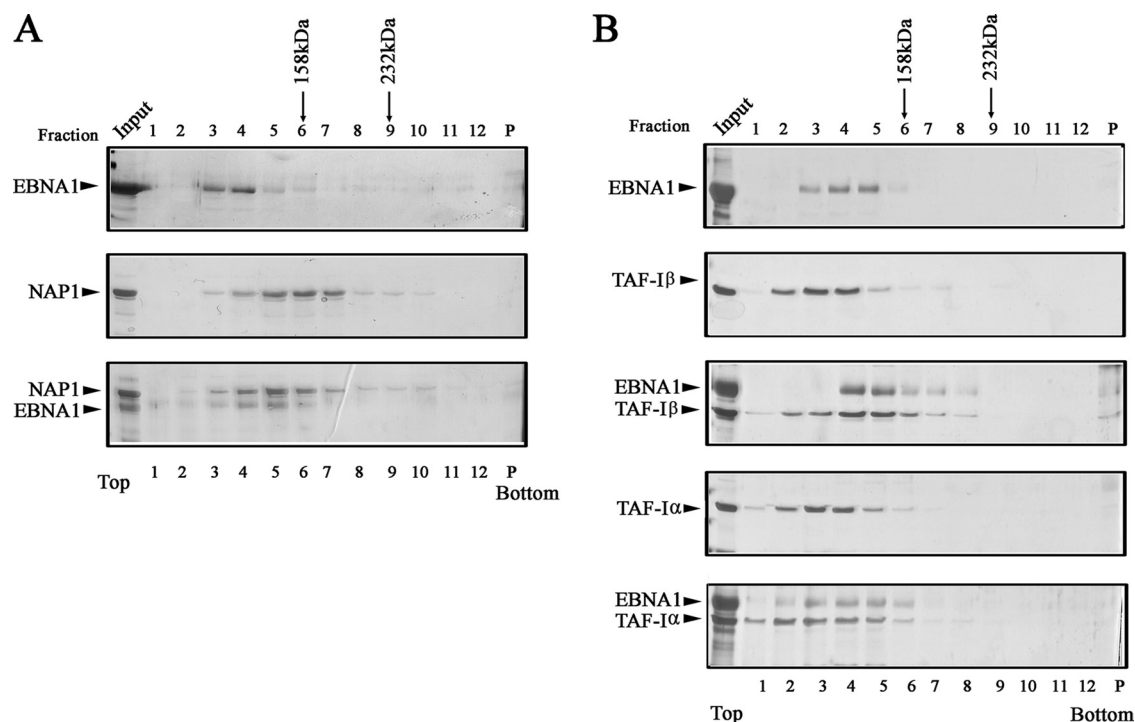 A
158kDa
232kDa
Fraction Input 1 2 3 4 5 6 7 8 9 10 11 12 P
EBNA1
NAP1
NAP1
EBNA1
Top 1 2 3 4 5 6 7 8 9 10 11 12 P
Bottom
B
158kDa
232kDa
Fraction Input 1 2 3 4 5 6 7 8 9 10 11 12 P
EBNA1
TAF-Iβ
EBNA1
TAF-Iβ
TAF-Iα
EBNA1
TAF-Iα
1 2 3 4 5 6 7 8 9 10 11 12 P
Top Bottom